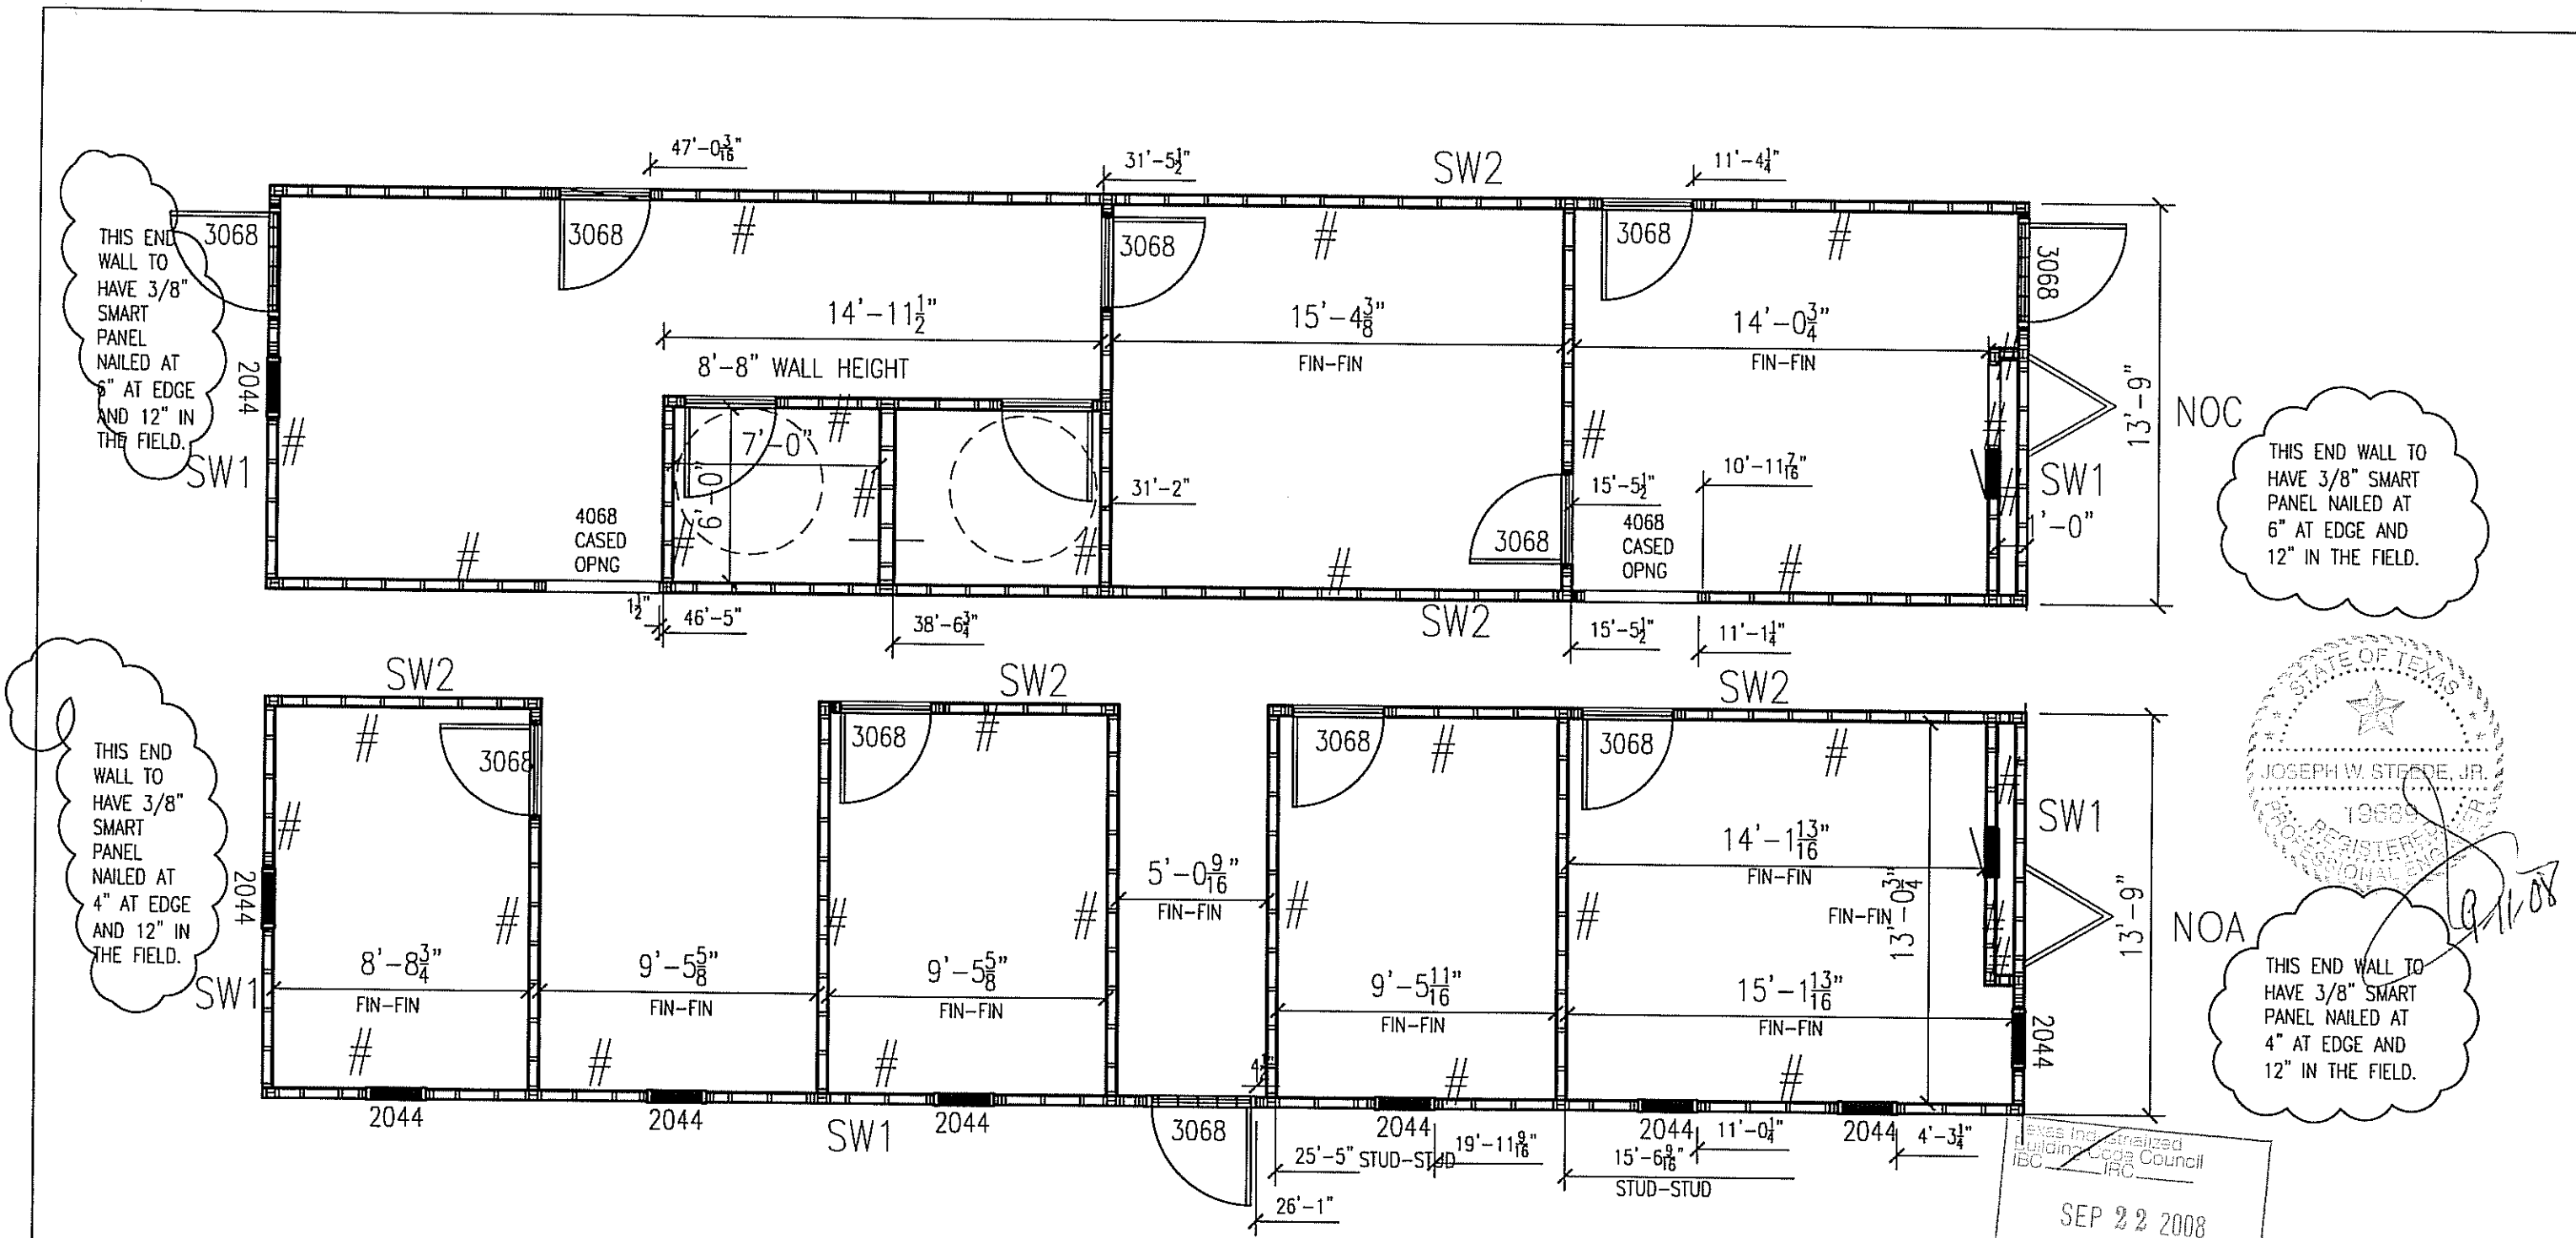 47'-0 3/16"
31'-5 1/2"
SW2
11'-4 1/4"
THIS END
WALL TO
HAVE 3/8"
SMART
PANEL
NAILED AT
6" AT EDGE
AND 12" IN
THE FIELD.
3068
3068
3068
3068
3068
2044
SW1
14'-11 1/2"
8'-8" WALL HEIGHT
15'-4 3/8"
FIN-FIN
14'-0 3/4"
FIN-FIN
13'-9"
NOC
7'-0"
6'-0"
31'-2"
15'-5 1/2"
10'-11 7/16"
SW1
1'-0"
THIS END WALL TO
HAVE 3/8" SMART
PANEL NAILED AT
6" AT EDGE AND
12" IN THE FIELD.
4068
CASED
OPNG
3068
4068
CASED
OPNG
1 1/2"
46'-5"
38'-6 3/4"
SW2
15'-5 1/2"
11'-1 1/4"
SW2
SW2
SW2
STATE OF TEXAS
JOSEPH W. STEEDE, JR.
REGISTERED
PROFESSIONAL
9-11-08
THIS END
WALL TO
HAVE 3/8"
SMART
PANEL
NAILED AT
4" AT EDGE
AND 12" IN
THE FIELD.
3068
3068
3068
3068
2044
SW1
SW1
5'-0 9/16"
FIN-FIN
14'-1 13/16"
FIN-FIN
13'-0 3/4"
FIN-FIN
13'-9"
NOA
8'-8 3/4"
FIN-FIN
9'-5 5/8"
FIN-FIN
9'-5 5/8"
FIN-FIN
9'-5 11/16"
FIN-FIN
15'-1 13/16"
FIN-FIN
2044
THIS END WALL TO
HAVE 3/8" SMART
PANEL NAILED AT
4" AT EDGE AND
12" IN THE FIELD.
2044
2044
SW1
2044
3068
2044
2044
2044
25'-5"
STUD-STUD
19'-11 9/16"
15'-6 9/16"
STUD-STUD
11'-0 1/4"
4'-3 1/4"
26'-1"
Texas Industrialized
Building Code Council
IBC IRC
SEP 22 2008